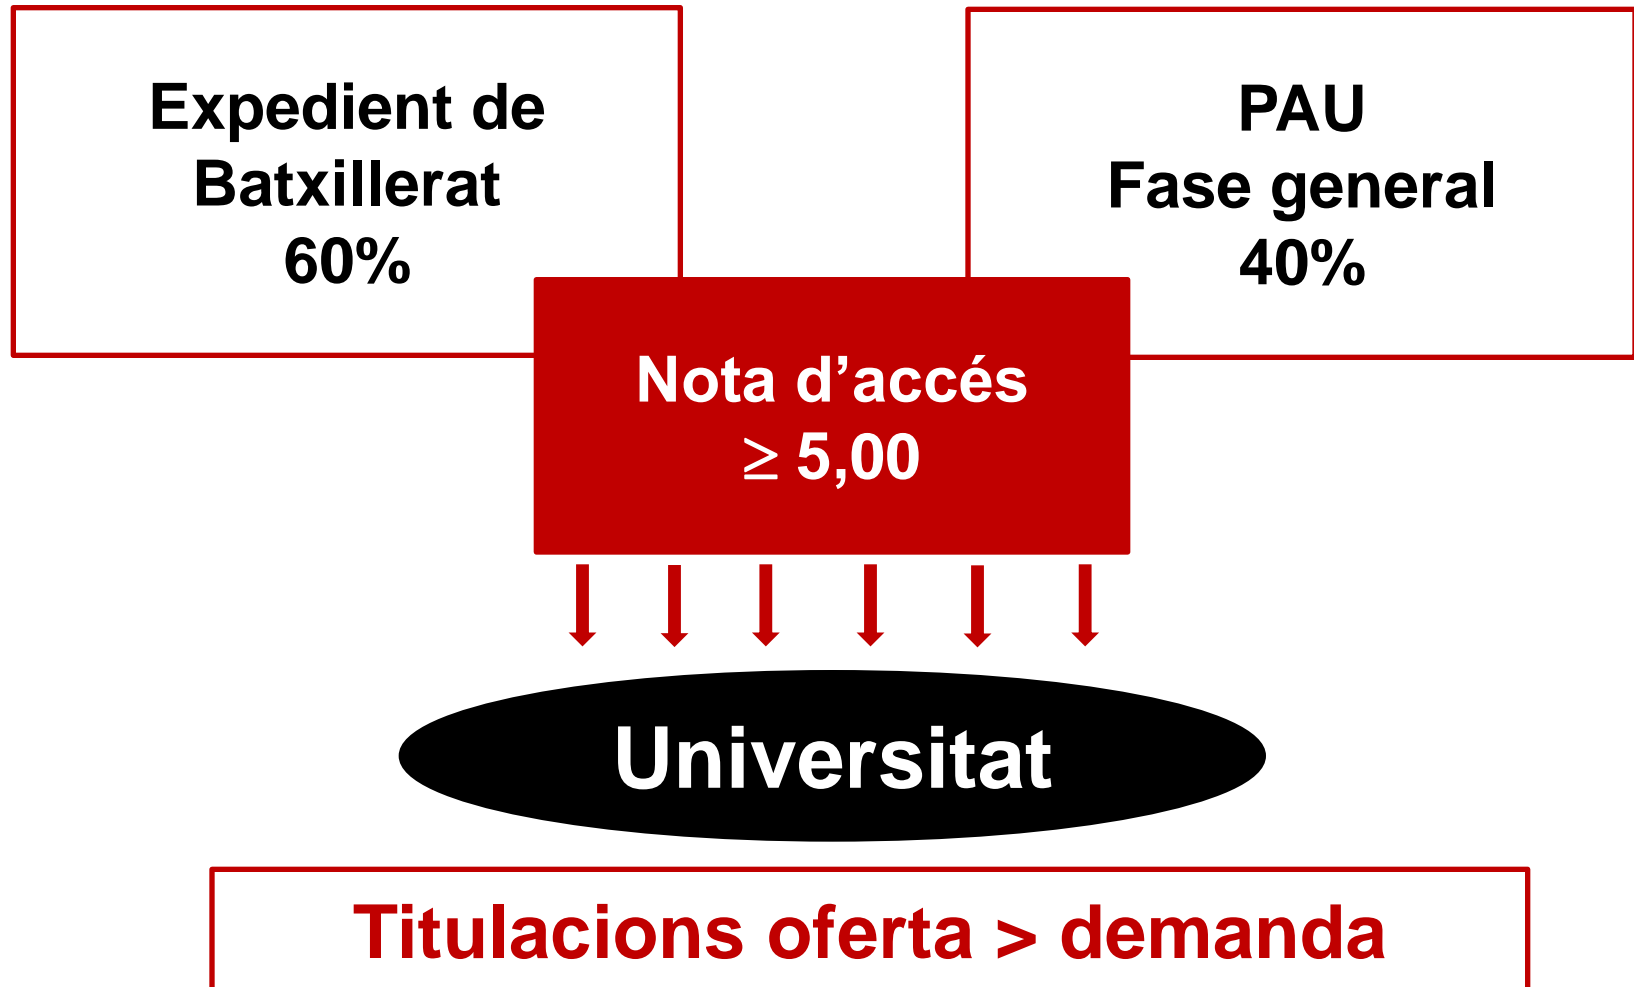 Expedient de
Batxillerat
60%
PAU
Fase general
40%
Nota d’accés
≥ 5,00
Universitat
Titulacions oferta > demanda